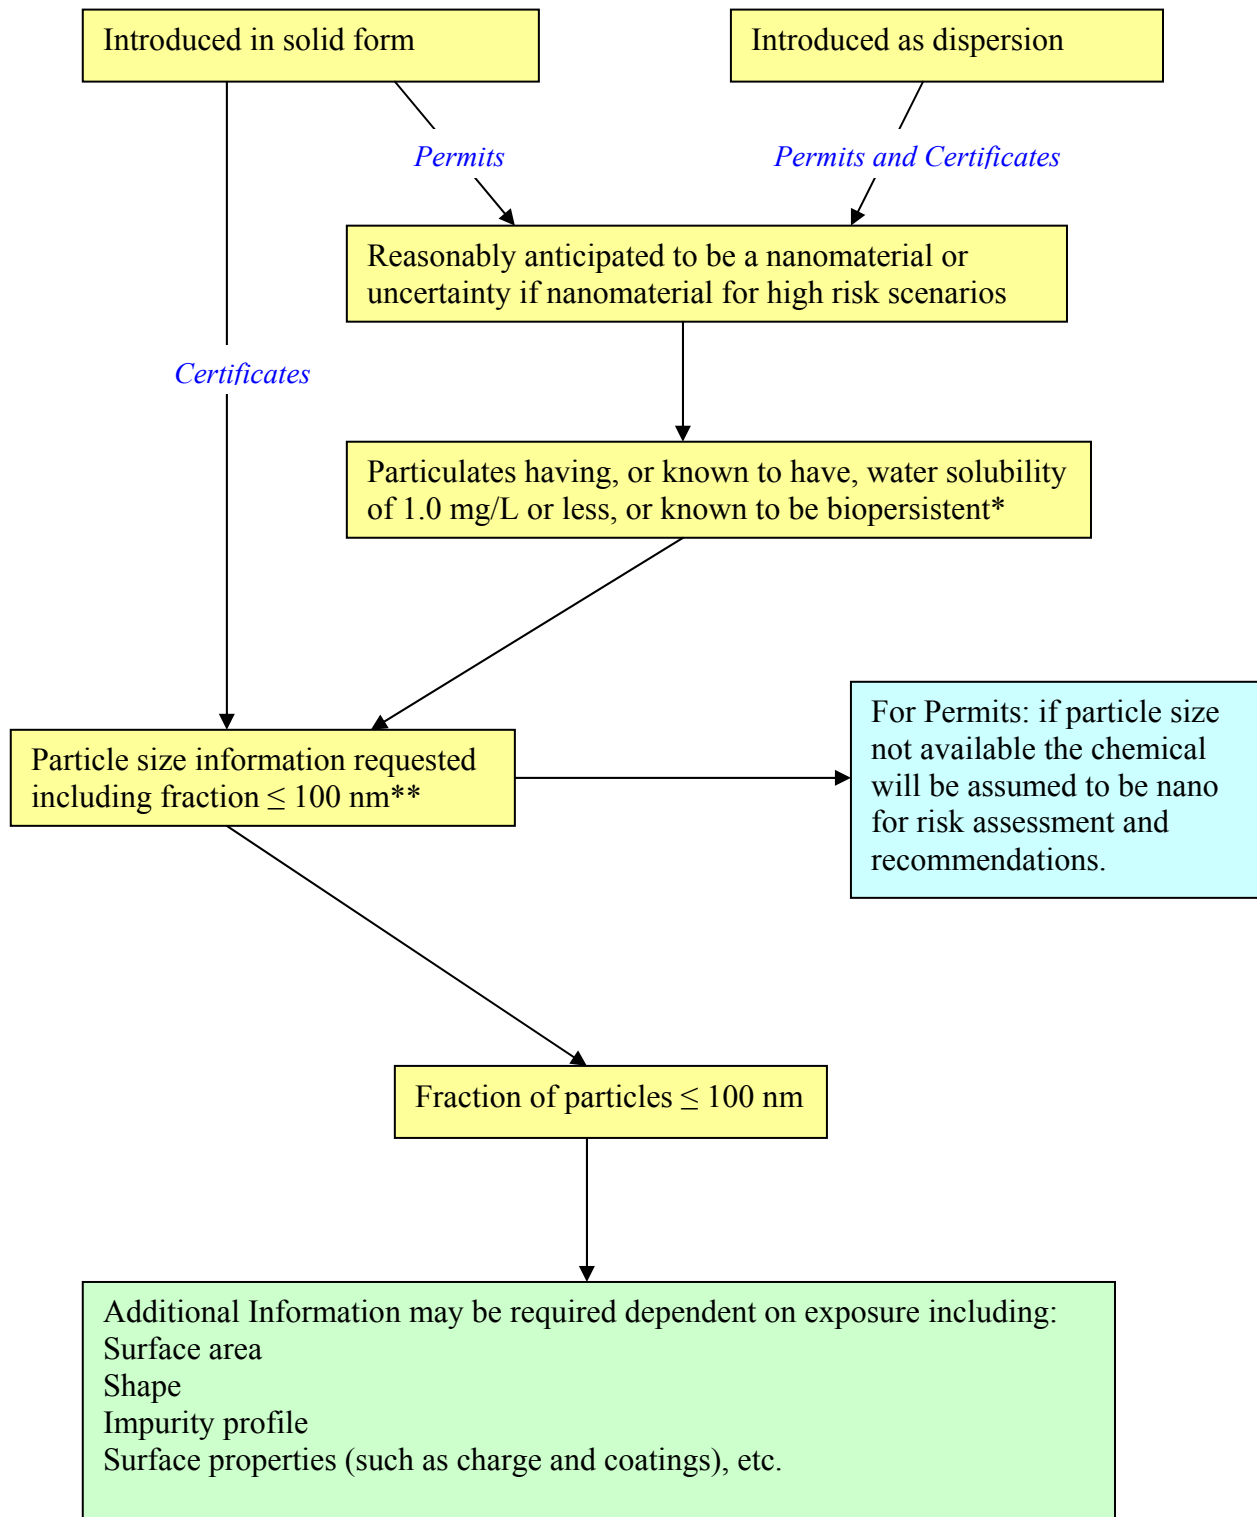 Introduced in solid form
Introduced as dispersion
Permits
Permits and Certificates
Reasonably anticipated to be a nanomaterial or
uncertainty if nanomaterial for high risk scenarios
Certificates
Particulates having, or known to have, water solubility
of 1.0 mg/L or less, or known to be biopersistent*
For Permits: if particle size
not available the chemical
will be assumed to be nano
for risk assessment and
recommendations.
Particle size information requested
including fraction ≤ 100 nm**
Fraction of particles ≤ 100 nm
Additional Information may be required dependent on exposure including:
Surface area
Shape
Impurity profile
Surface properties (such as charge and coatings), etc.